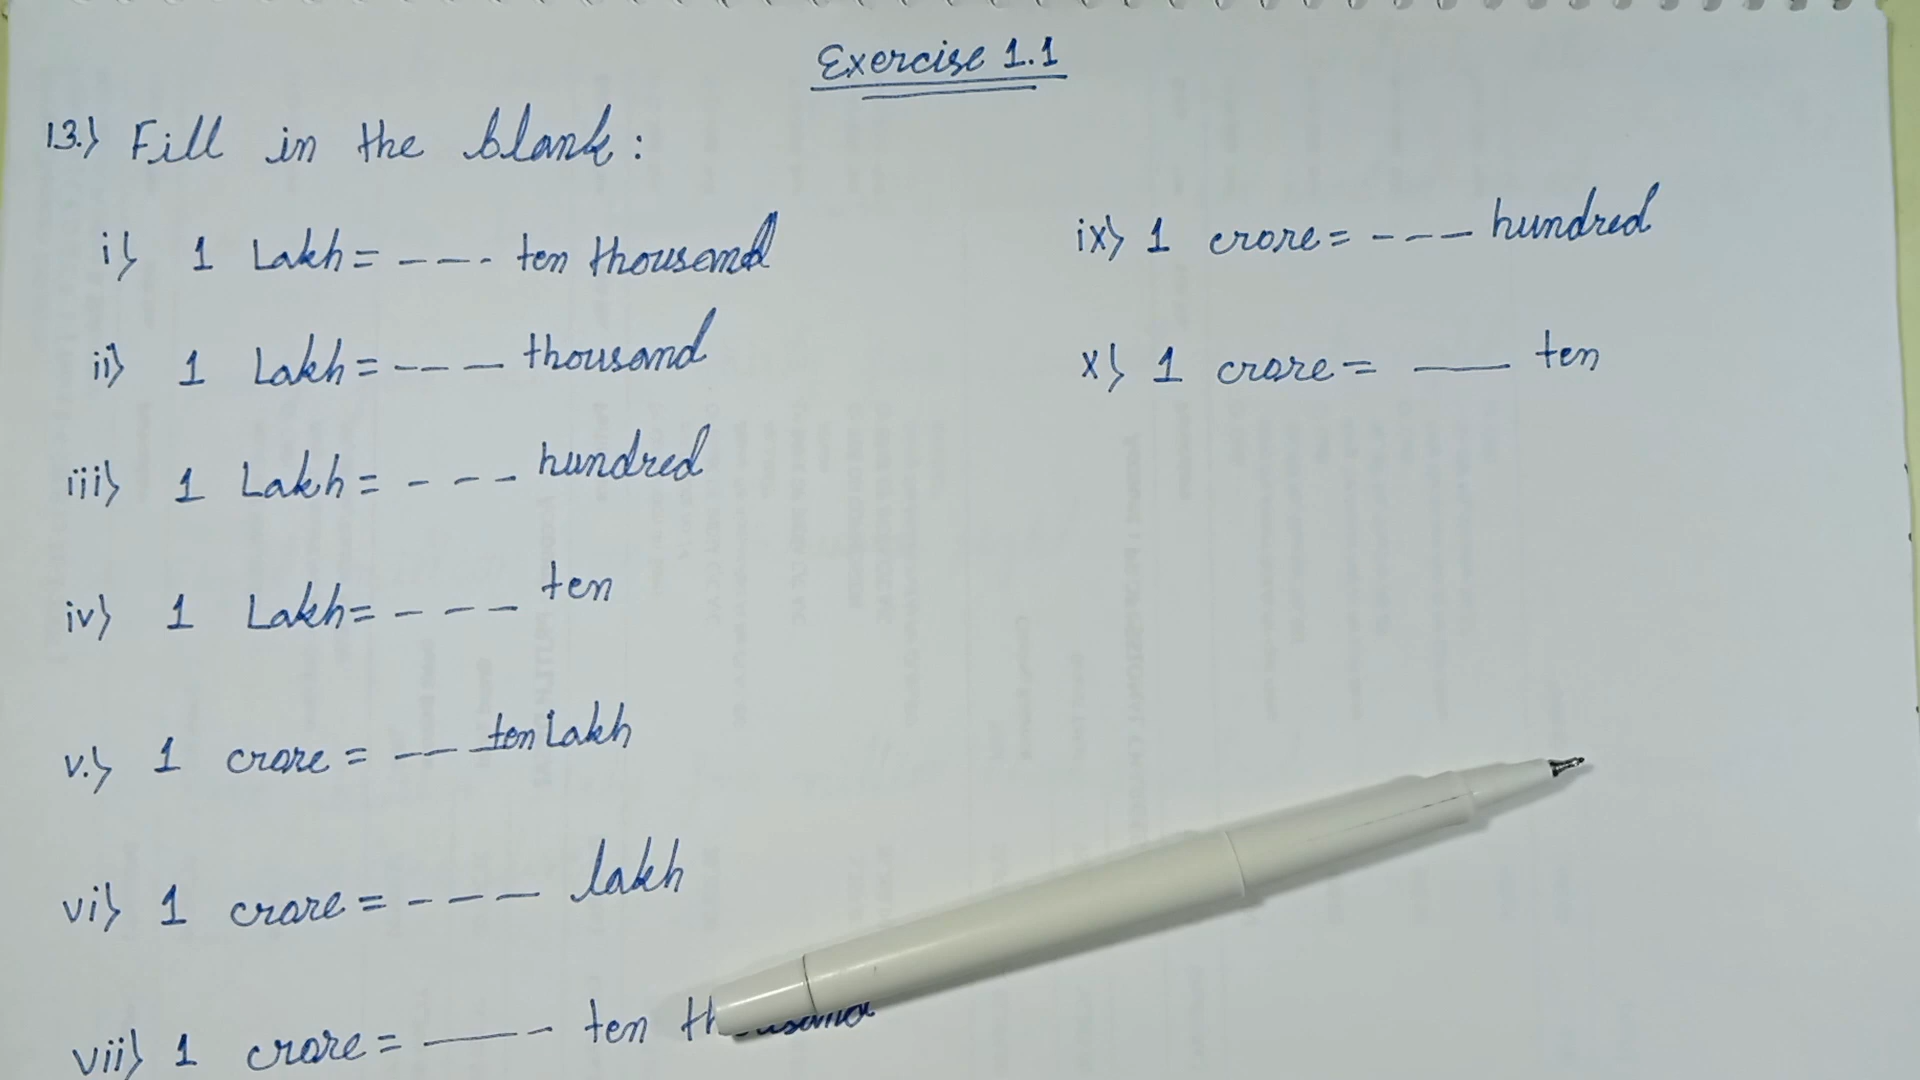 Exercise 1.1
13.) Fill in the blank:
i) 1 Lakh = ---- ten thousand
ii) 1 Lakh = --- thousand
iii) 1 Lakh = --- hundred
iv) 1 Lakh = --- ten
v.) 1 crore = --- ten Lakh
vi) 1 crore = --- lakh
vii) 1 crore = --- ten thousand
ix) 1 crore = --- hundred
x) 1 crore = — ten